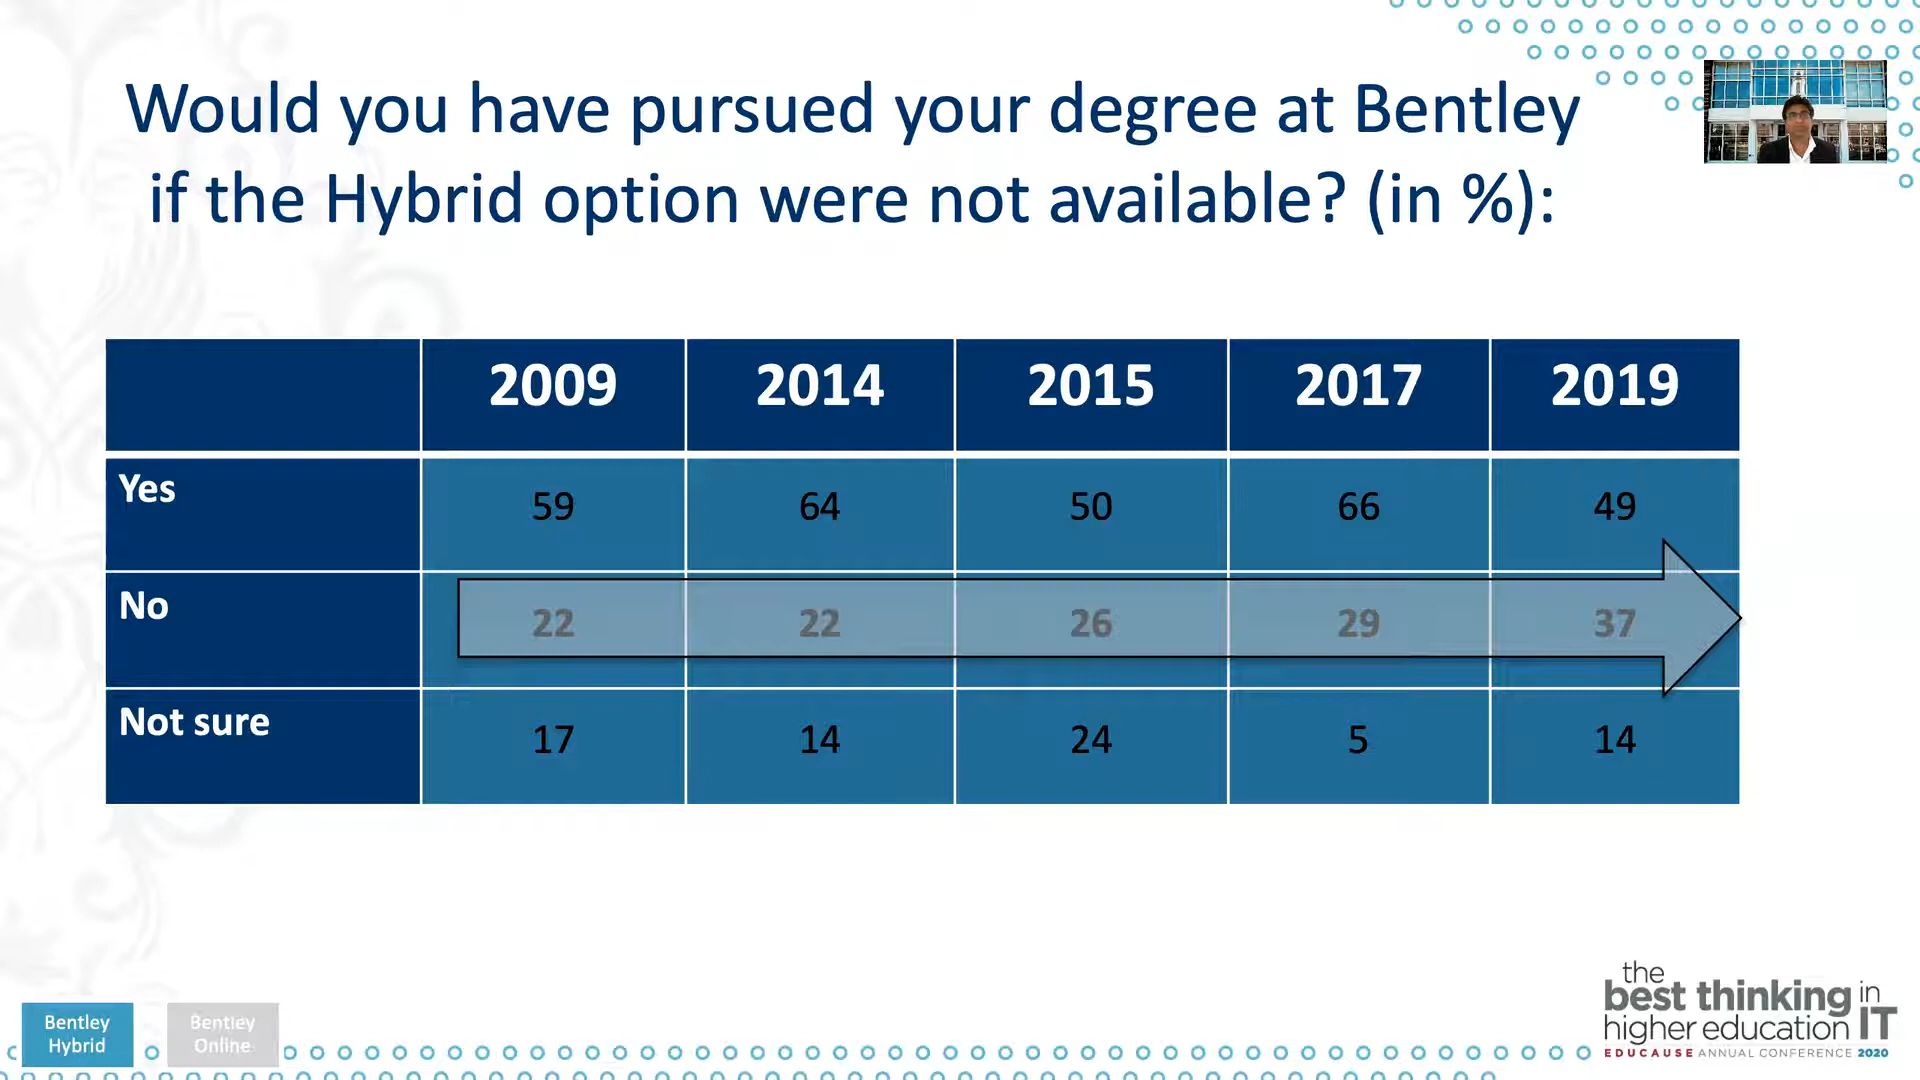 Would you have pursued your degree at Bentley
if the Hybrid option were not available? (in %):
2009 2014 2015 2017 2019
Yes 59 64 50 66 49
No 22 22 26 29 37
Not sure 17 14 24 5 14
Bentley
Hybrid
Bentley
Online
the
best thinking in
higher education IT
EDUCAUSE ANNUAL CONFERENCE 2020